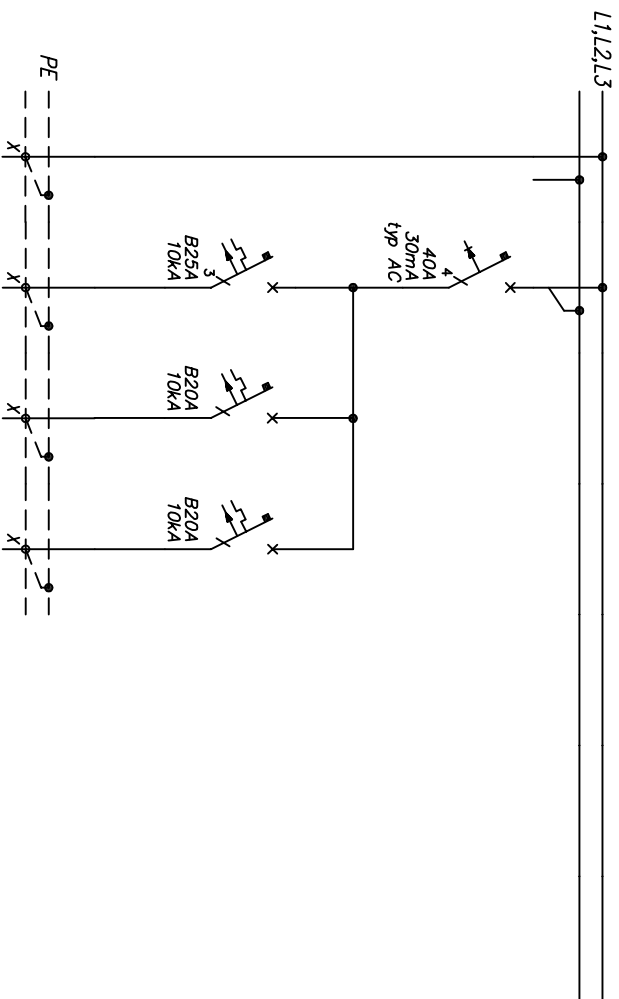 L1,L2,L3
40A
30mA
typ AC
4
B25A
10kA
3
B20A
10kA
B20A
10kA
PE
x
x
x
x